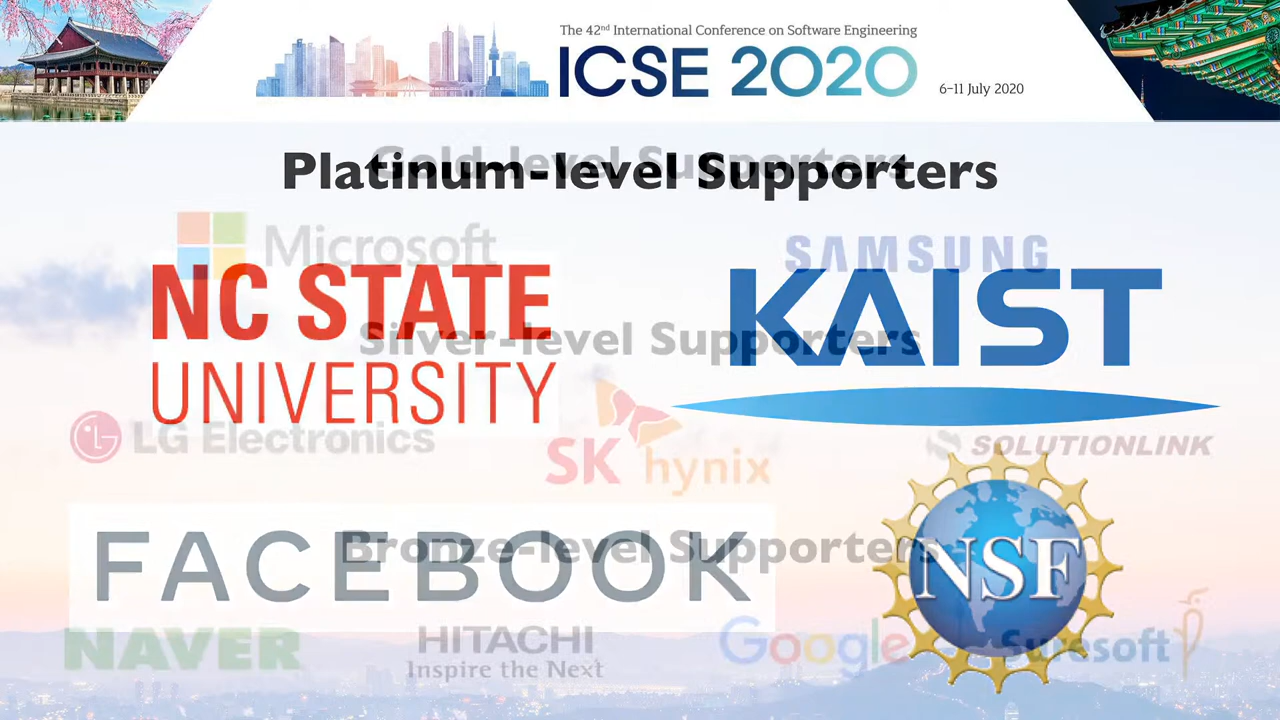 The 42nd International Conference on Software Engineering
ICSE 2020
6-11 July 2020
Platinum-level Supporters
Gold-level Supporters
Microsoft
SAMSUNG
NC STATE
UNIVERSITY
KAIST
Silver-level Supporters
LG Electronics
SK hynix
SOLUTIONLINK
FACEBOOK
NSF
Bronze-level Supporters
NAVER
HITACHI
Inspire the Next
Google
Suresoft